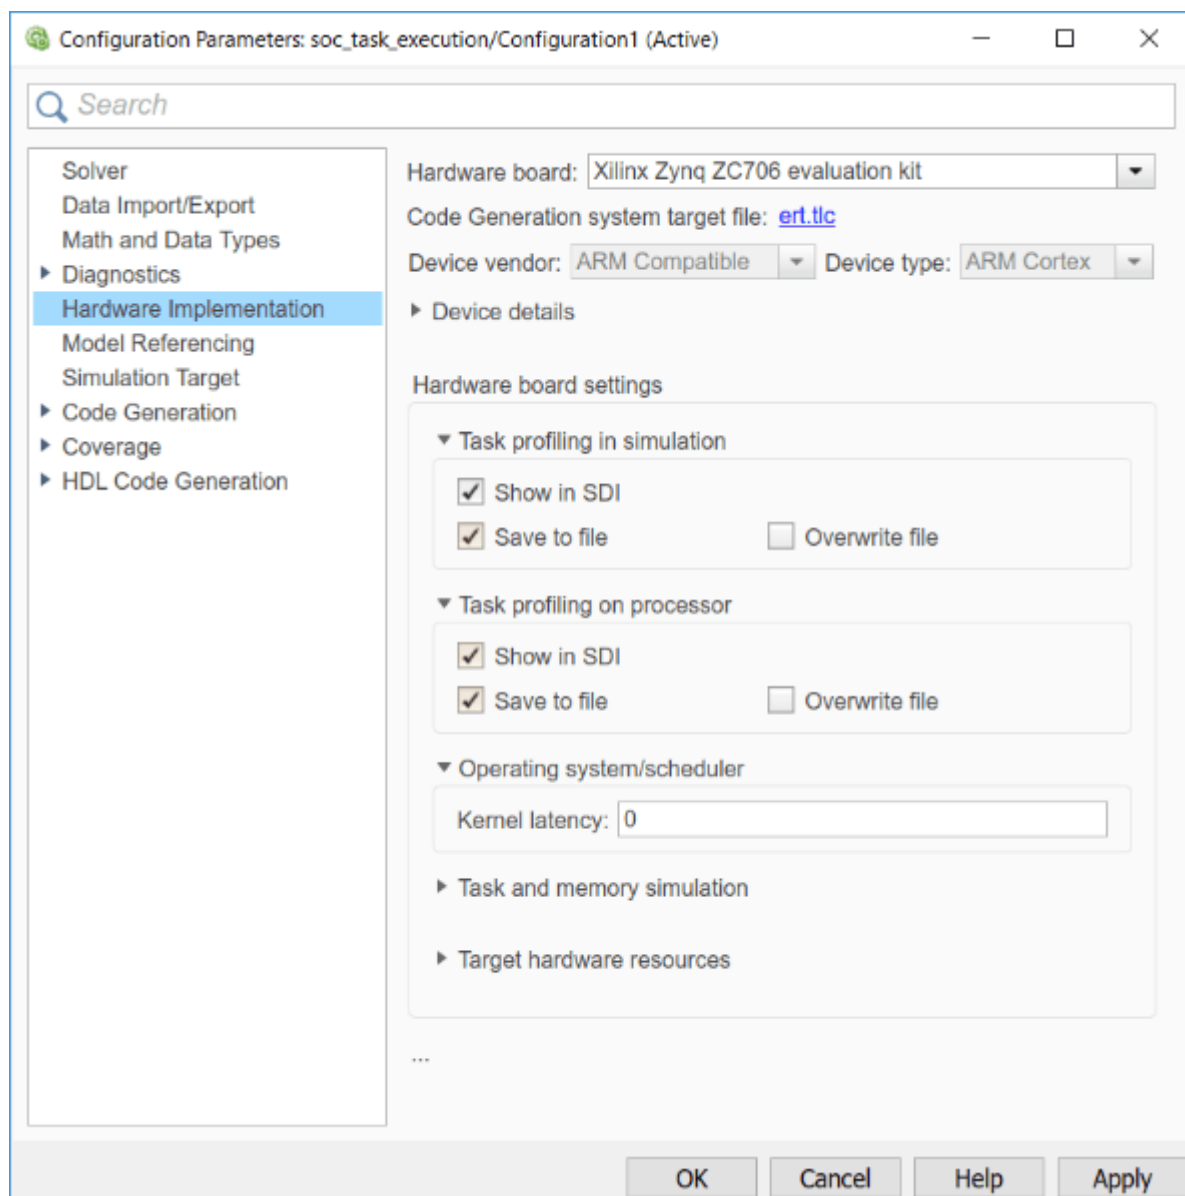 Configuration Parameters: soc_task_execution/Configuration1 (Active)
Search
Solver
Data Import/Export
Math and Data Types
Diagnostics
Hardware Implementation
Model Referencing
Simulation Target
Code Generation
Coverage
HDL Code Generation
Hardware board: Xilinx Zynq ZC706 evaluation kit
Code Generation system target file: ert.tlc
Device vendor: ARM Compatible Device type: ARM Cortex
Device details
Hardware board settings
Task profiling in simulation
Show in SDI
Save to file Overwrite file
Task profiling on processor
Show in SDI
Save to file Overwrite file
Operating system/scheduler
Kernel latency: 0
Task and memory simulation
Target hardware resources
...
OK Cancel Help Apply